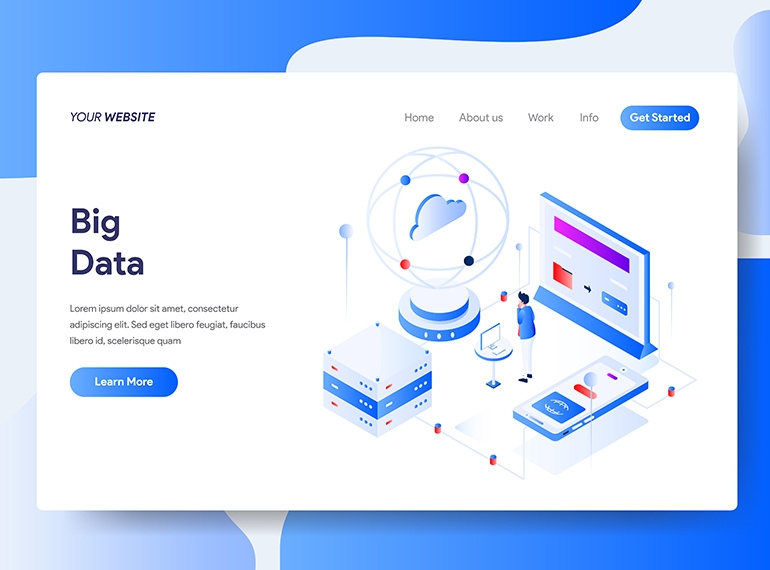 YOUR WEBSITE
Home
About us
Work
Info
Get Started
Big
Data
Lorem ipsum dolor sit amet, consectetur
adipiscing elit. Sed eget libero feugiat, faucibus
libero id, scelerisque quam
Learn More